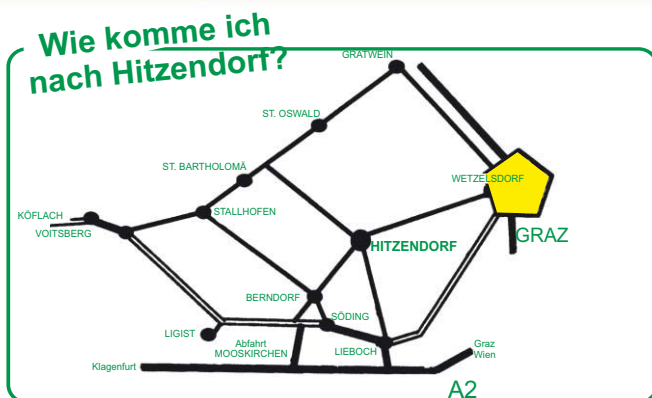 Wie komme ich
nach Hitzendorf?
GRATWEIN
ST. OSWALD
ST. BARTHOLOMÄ
WETZELSDORF
KÖFLACH
STALLHOFEN
VOITSBERG
GRAZ
HITZENDORF
BERNDORF
SÖDING
LIGIST
Abfahrt
MOOSKIRCHEN
LIEBOCH
Graz
Wien
Klagenfurt
A2